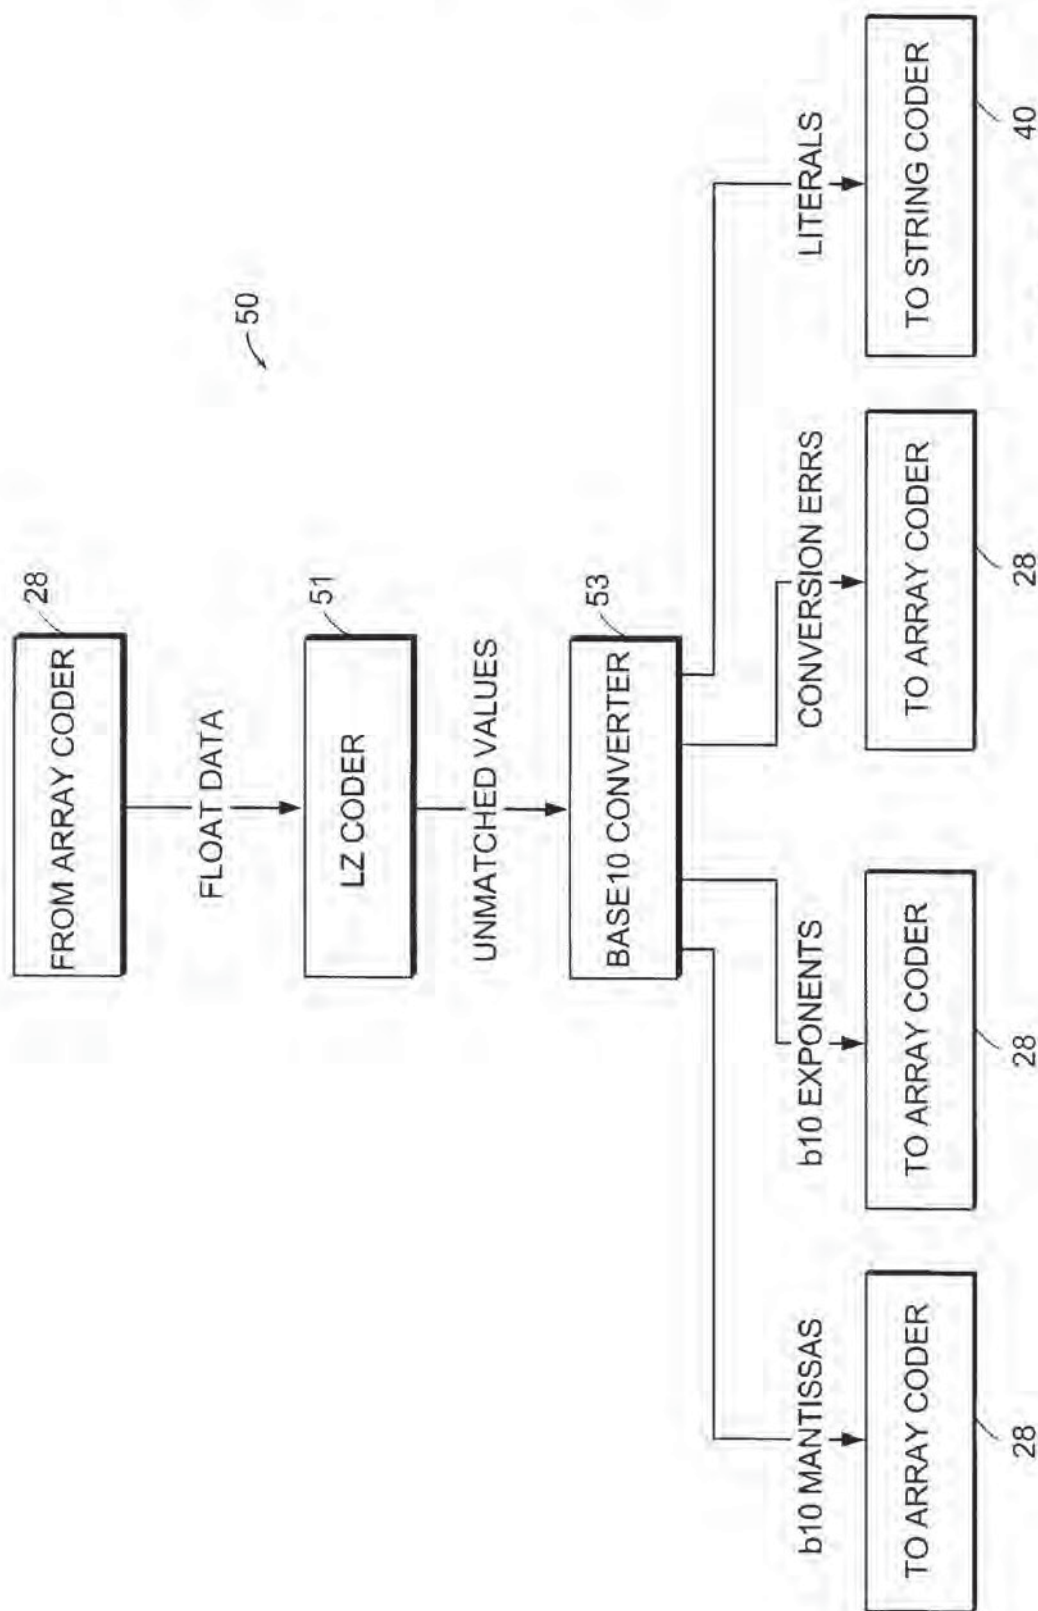 50
FROM ARRAY CODER
28
FLOAT DATA
LZ CODER
51
UNMATCHED VALUES
BASE10 CONVERTER
53
b10 MANTISSAS
b10 EXPONENTS
CONVERSION ERRS
LITERALS
TO ARRAY CODER
TO ARRAY CODER
TO ARRAY CODER
TO STRING CODER
28
28
28
40